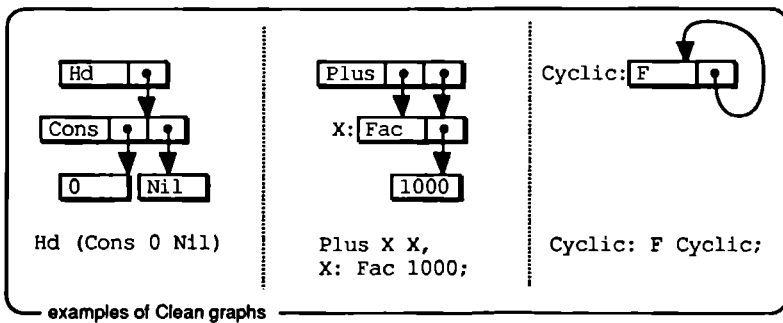 Hd
Cons
0 Nil
Hd (Cons 0 Nil)
Plus
X: Fac
1000
Plus X X,
X: Fac 1000;
Cyclic: F
Cyclic: F Cyclic;
examples of Clean graphs